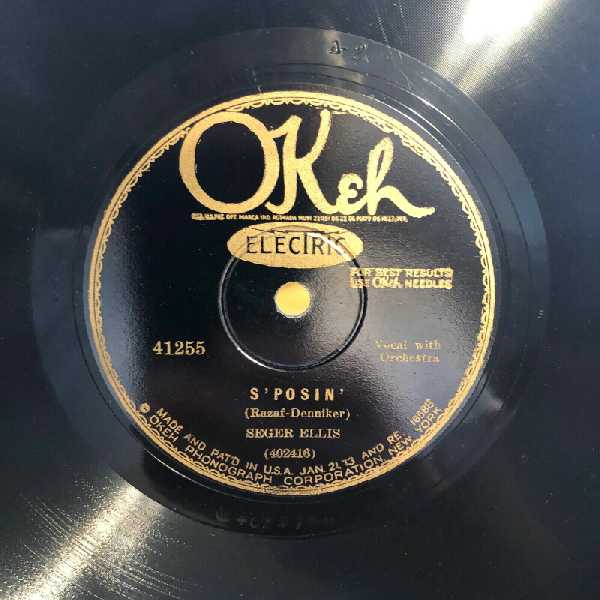 OKeh
ELECTRIC
FOR BEST RESULTS
USE OKeh NEEDLES
41255
Vocal with
Orchestra
S'POSIN'
(Razaf-Denniker)
SEGER ELLIS
(402416)
MADE AND PAT'D IN U.S.A. JAN 21, '13 AND RE. 16588
© OKEH PHONOGRAPH CORPORATION NEW YORK